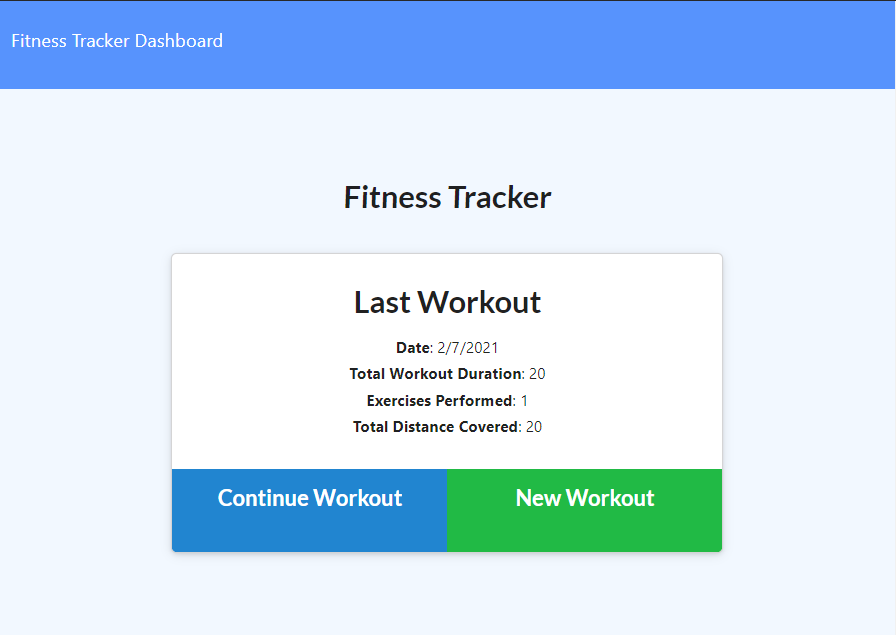 Fitness Tracker Dashboard
Fitness Tracker
Last Workout
Date: 2/7/2021
Total Workout Duration: 20
Exercises Performed: 1
Total Distance Covered: 20
Continue Workout
New Workout